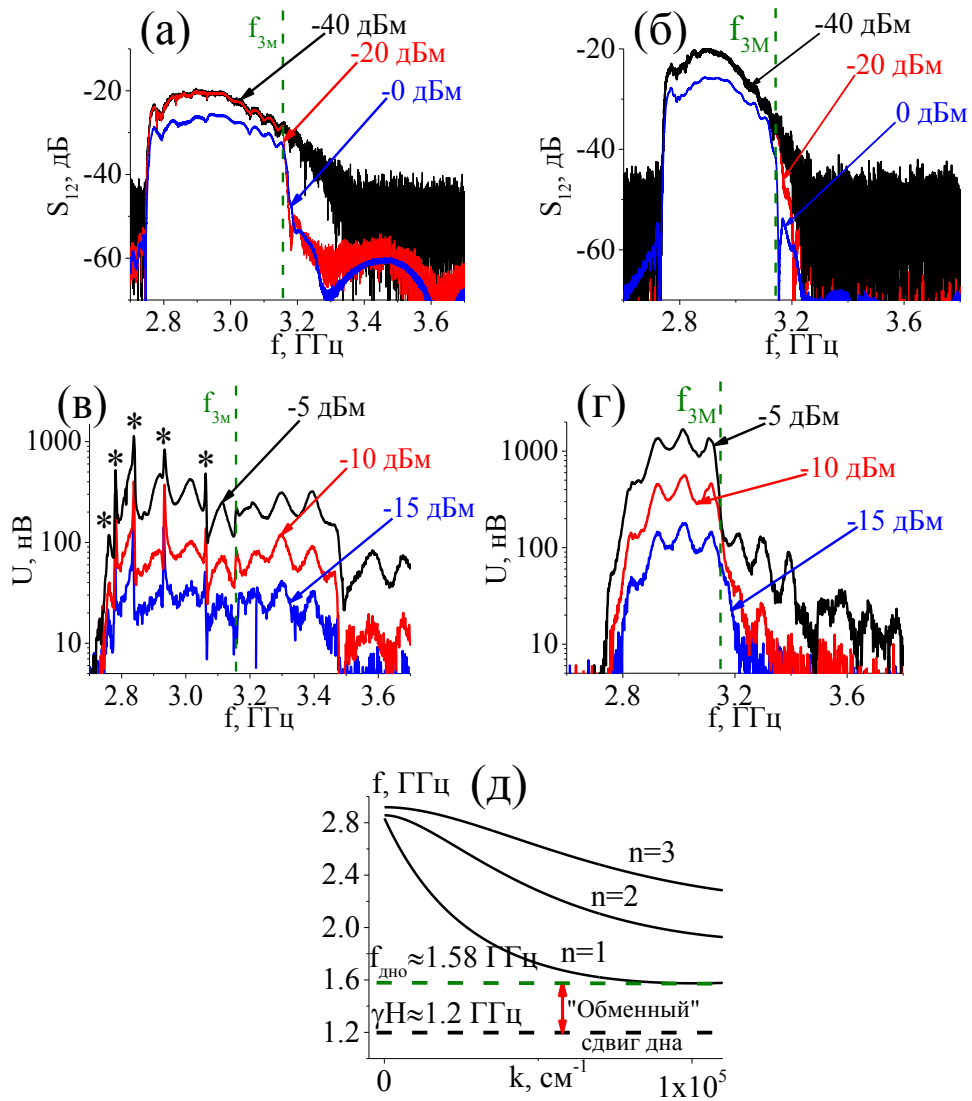 (а)
f3м
-40 дБм
-20 дБм
-0 дБм
S12, дБ
-20
-40
-60
2.8 3.0 3.2 3.4 3.6
f, ГГц
(б)
f3М
-40 дБм
-20 дБм
0 дБм
S12, дБ
-20
-40
-60
2.8 3.2 3.6
f, ГГц
(в)
f3м
-5 дБм
-10 дБм
-15 дБм
* * * * *
U, нВ
1000
100
10
2.8 3.0 3.2 3.4 3.6
f, ГГц
(г)
f3М
-5 дБм
-10 дБм
-15 дБм
U, нВ
1000
100
10
2.8 3.2 3.6
f, ГГц
f, ГГц
(д)
2.8
2.4
2.0
1.6
1.2
n=3
n=2
n=1
fдно≈1.58 ГГц
γH≈1.2 ГГц
"Обменный"
сдвиг дна
0 1x10⁵
k, см⁻¹